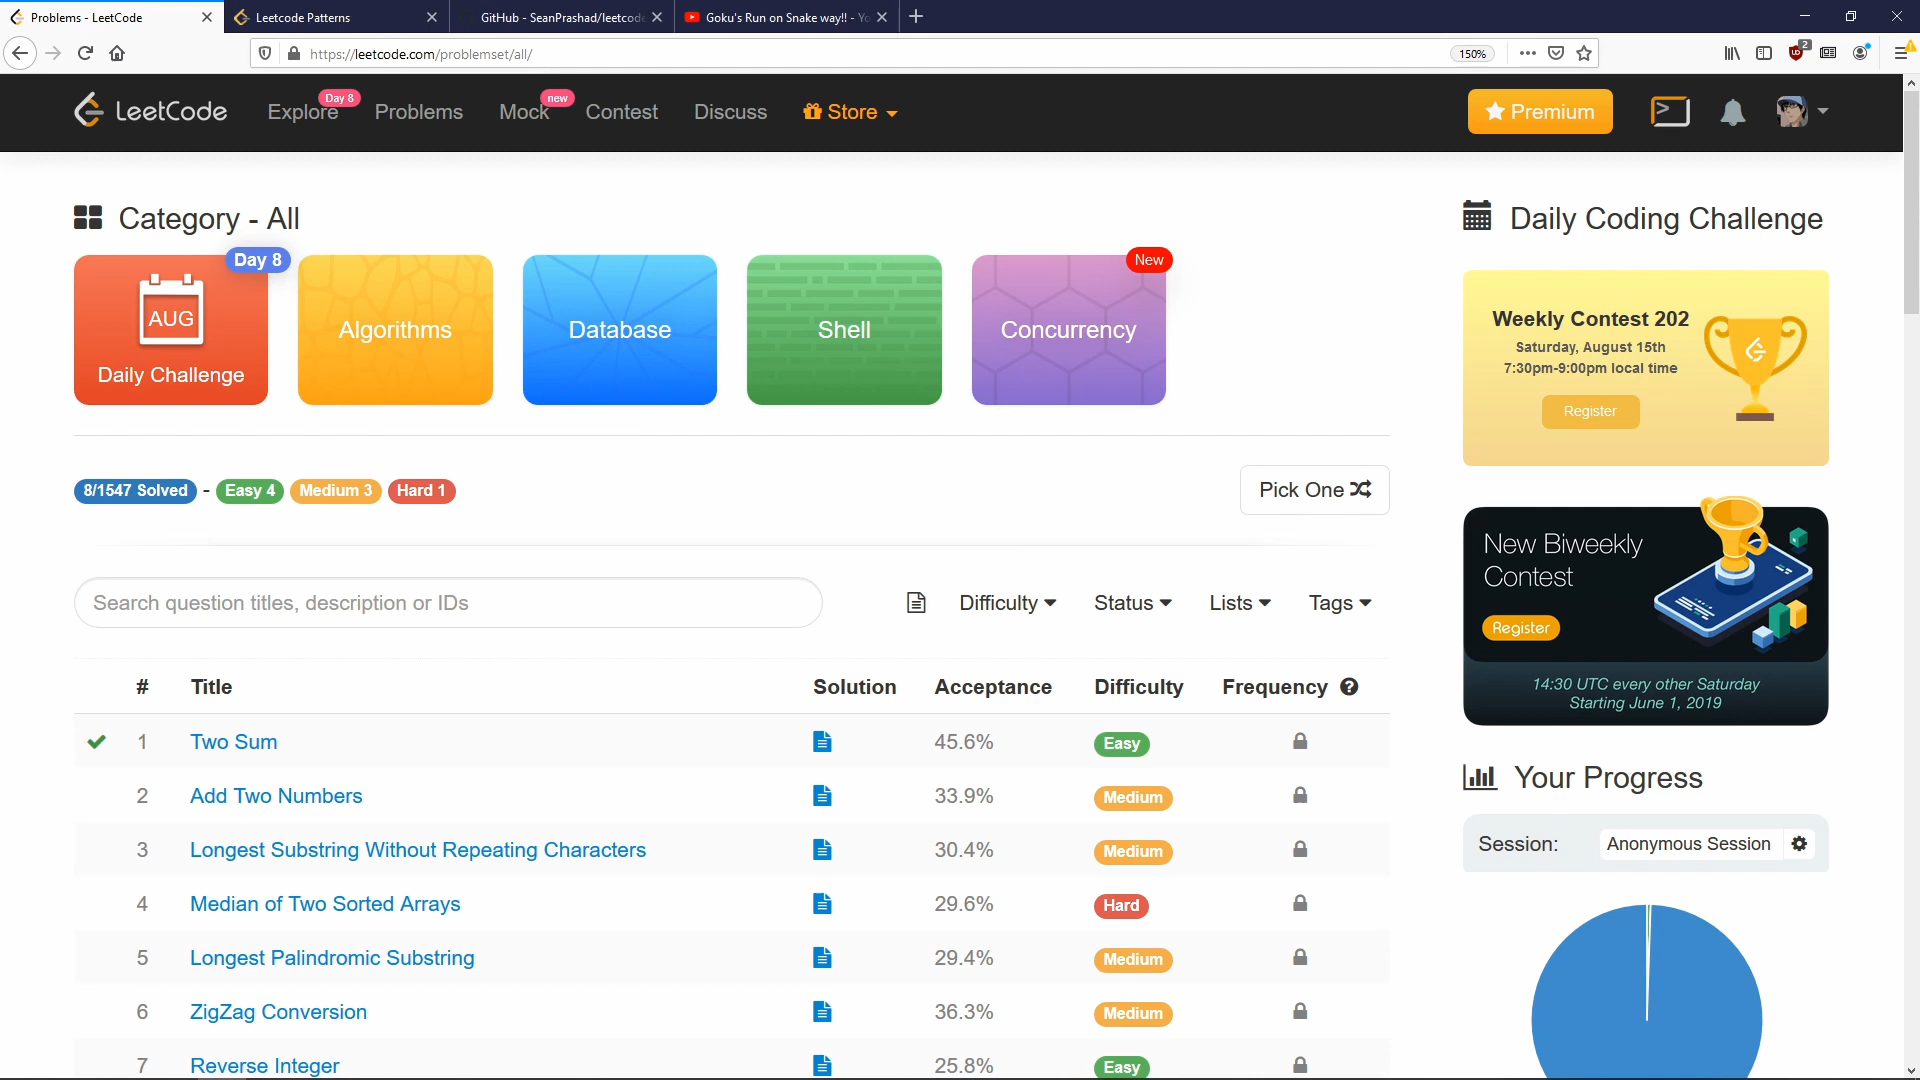 Problems - LeetCode
Leetcode Patterns
GitHub - SeanPrashad/leetcode
Goku's Run on Snake way!! - Yo
https://leetcode.com/problemset/all/
150%
2
LeetCode
Explore
Day 8
Problems
Mock
new
Contest
Discuss
Store
Premium
Category - All
Day 8
AUG
Daily Challenge
Algorithms
Database
Shell
New
Concurrency
8/1547 Solved - Easy 4 Medium 3 Hard 1
Pick One
Search question titles, description or IDs
Difficulty Status Lists Tags
# Title Solution Acceptance Difficulty Frequency
1 Two Sum 45.6% Easy
2 Add Two Numbers 33.9% Medium
3 Longest Substring Without Repeating Characters 30.4% Medium
4 Median of Two Sorted Arrays 29.6% Hard
5 Longest Palindromic Substring 29.4% Medium
6 ZigZag Conversion 36.3% Medium
7 Reverse Integer 25.8% Easy
Daily Coding Challenge
Weekly Contest 202
Saturday, August 15th
7:30pm-9:00pm local time
Register
New Biweekly
Contest
Register
14:30 UTC every other Saturday
Starting June 1, 2019
Your Progress
Session: Anonymous Session